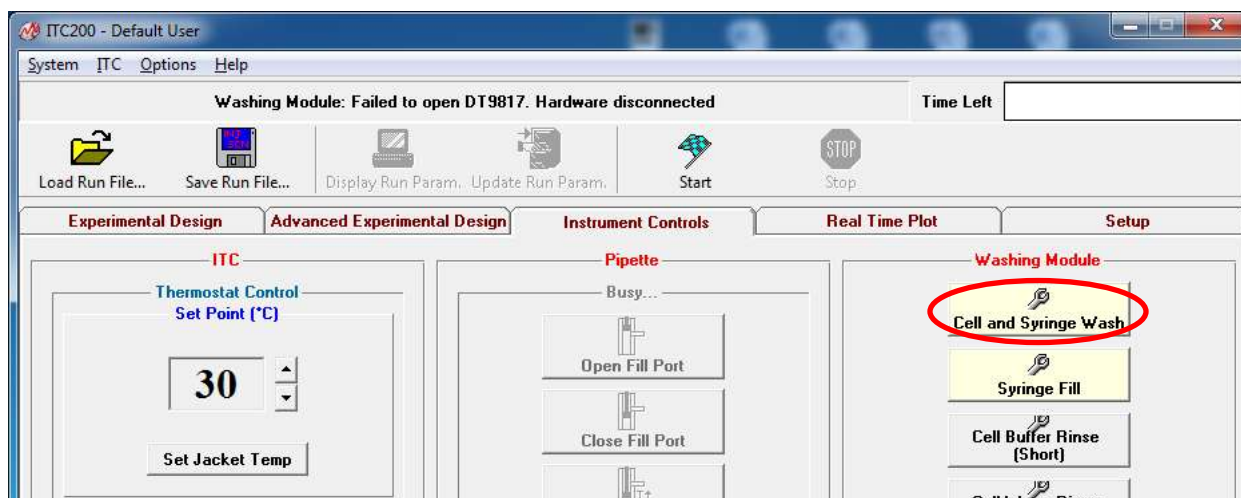 ITC200 - Default User
System ITC Options Help
Washing Module: Failed to open DT9817. Hardware disconnected
Time Left
Load Run File... Save Run File... Display Run Param. Update Run Param. Start Stop
STOP
Experimental Design Advanced Experimental Design Instrument Controls Real Time Plot Setup
ITC
Thermostat Control
Set Point (°C)
30
Set Jacket Temp
Pipette
Busy...
Open Fill Port
Close Fill Port
Washing Module
Cell and Syringe Wash
Syringe Fill
Cell Buffer Rinse
(Short)